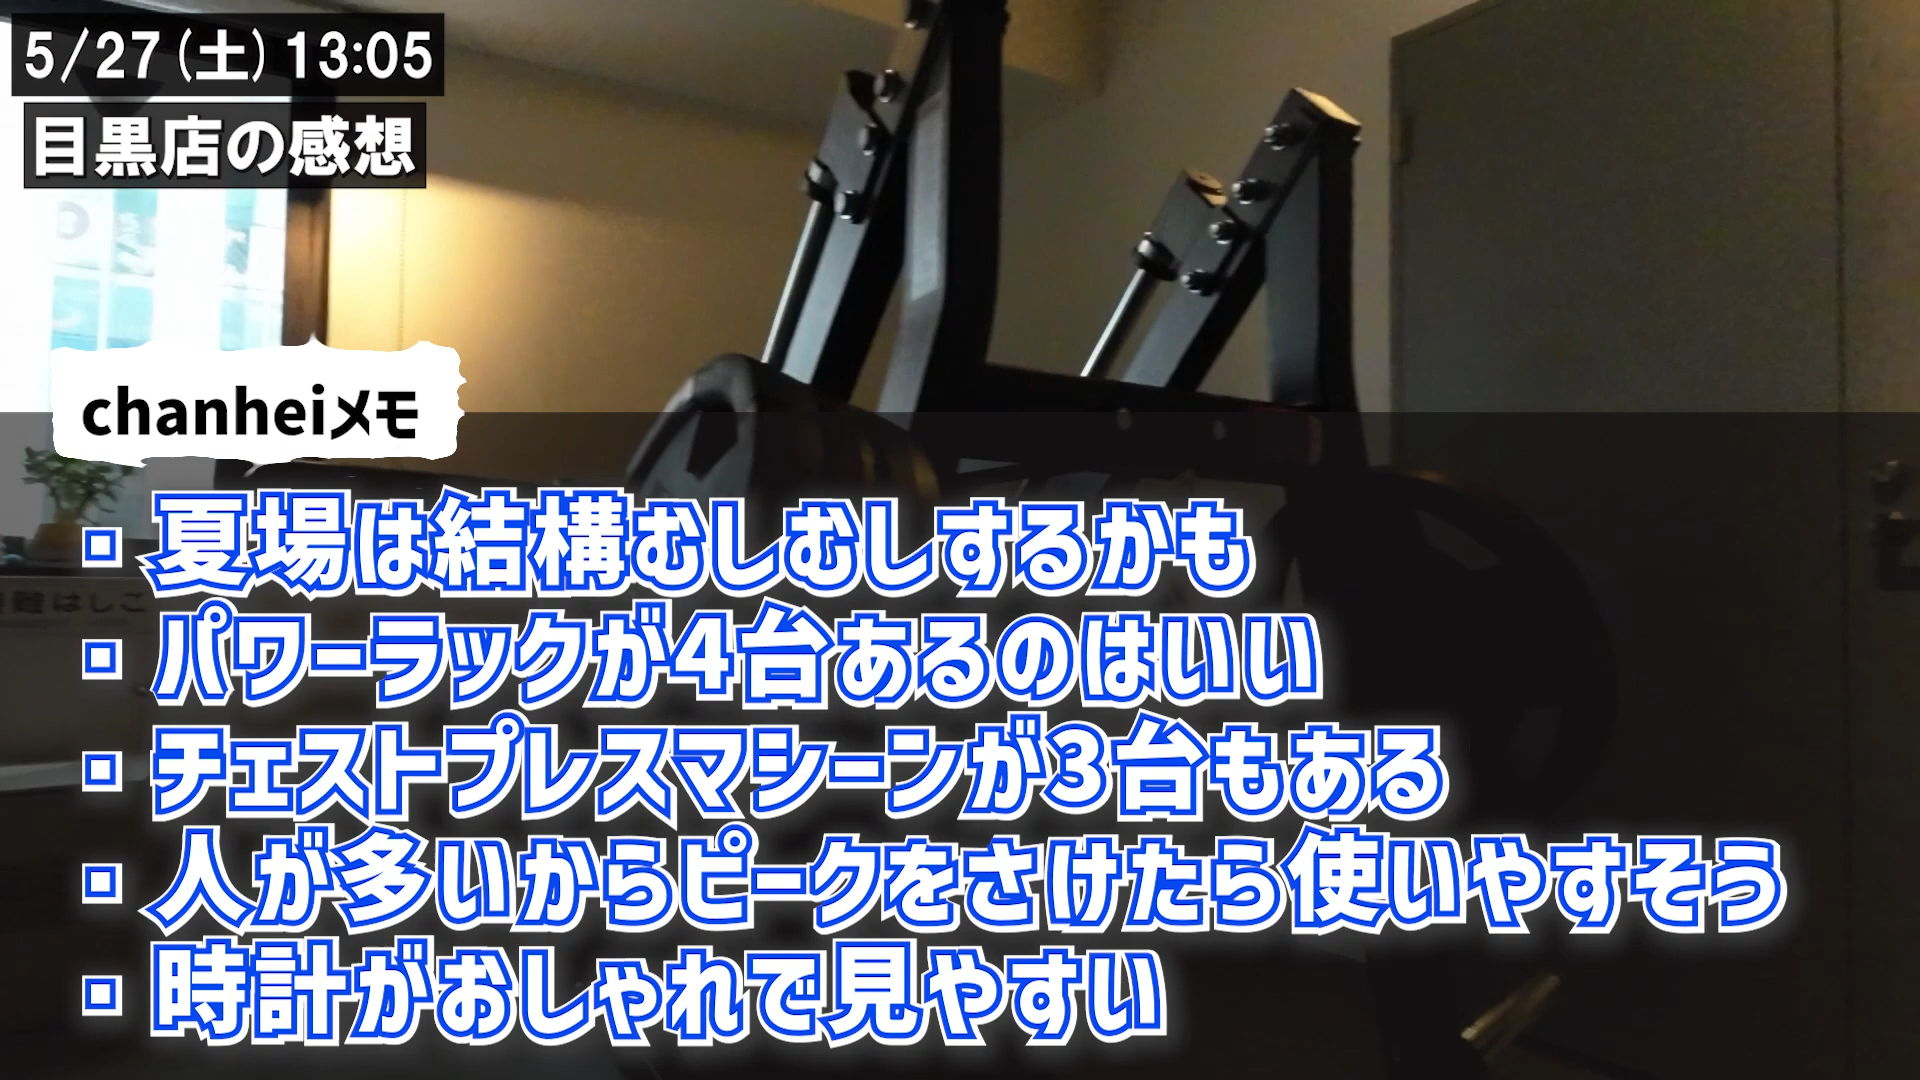 5/27(土)13:05
目黒店の感想
chanheiメモ
・夏場は結構むしむしするかも
・パワーラックが4台あるのはいい
・チェストプレスマシーンが3台もある
・人が多いからピークをさけたら使いやすそう
・時計がおしゃれで見やすい
難はしご